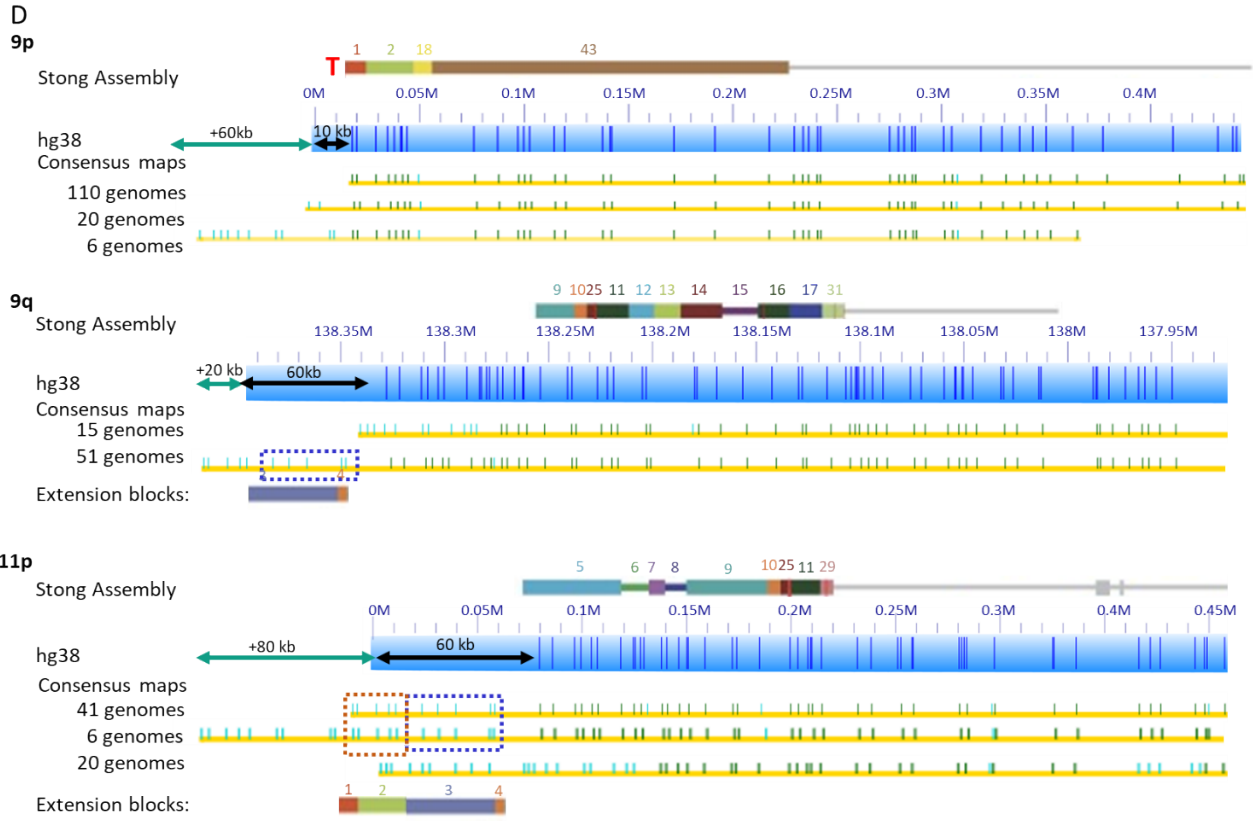 D
9p
1 2 18 43
T
Stong Assembly
0M 0.05M 0.1M 0.15M 0.2M 0.25M 0.3M 0.35M 0.4M
+60kb 10 kb
hg38
Consensus maps
110 genomes
20 genomes
6 genomes
9q
9 10 25 11 12 13 14 15 16 17 31
Stong Assembly
138.35M 138.3M 138.25M 138.2M 138.15M 138.1M 138.05M 138M 137.95M
+20 kb 60kb
hg38
Consensus maps
15 genomes
51 genomes
4
Extension blocks:
11p
5 6 7 8 9 10 25 11 29
Stong Assembly
0M 0.05M 0.1M 0.15M 0.2M 0.25M 0.3M 0.4M 0.45M
+80 kb 60 kb
hg38
Consensus maps
41 genomes
6 genomes
20 genomes
1 2 3 4
Extension blocks: